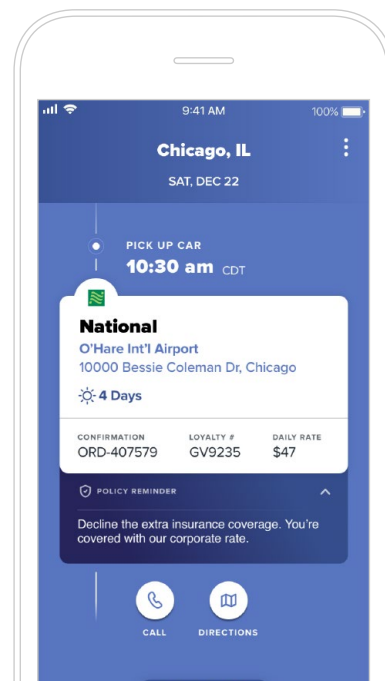 9:41 AM
100%
Chicago, IL
SAT, DEC 22
PICK UP CAR
10:30 am CDT
National
O'Hare Int'l Airport
10000 Bessie Coleman Dr, Chicago
4 Days
CONFIRMATION LOYALTY # DAILY RATE
ORD-407579 GV9235 $47
POLICY REMINDER
Decline the extra insurance coverage. You're
covered with our corporate rate.
CALL DIRECTIONS